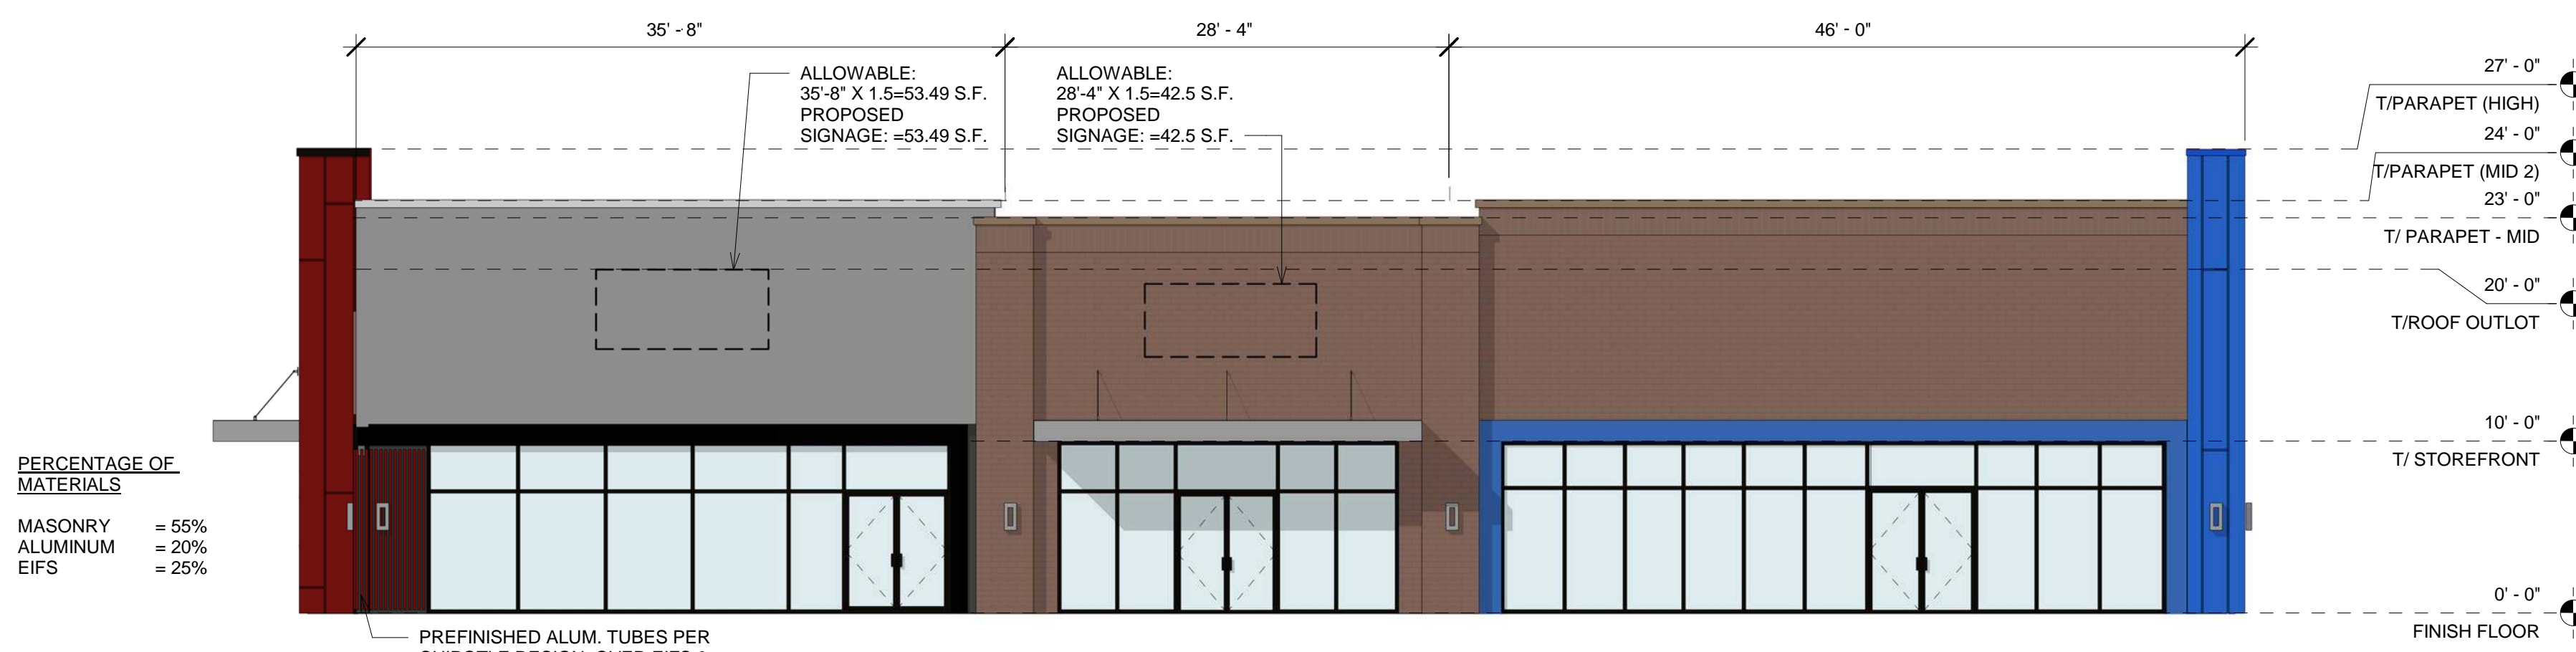 35' - 8"
28' - 4"
46' - 0"
ALLOWABLE:
35'-8" X 1.5=53.49 S.F.
PROPOSED
SIGNAGE: =53.49 S.F.
ALLOWABLE:
28'-4" X 1.5=42.5 S.F.
PROPOSED
SIGNAGE: =42.5 S.F.
27' - 0"
T/PARAPET (HIGH)
24' - 0"
T/PARAPET (MID 2)
23' - 0"
T/ PARAPET - MID
20' - 0"
T/ROOF OUTLOT
10' - 0"
T/ STOREFRONT
0' - 0"
FINISH FLOOR
PERCENTAGE OF
MATERIALS
MASONRY = 55%
ALUMINUM = 20%
EIFS = 25%
PREFINISHED ALUM. TUBES PER